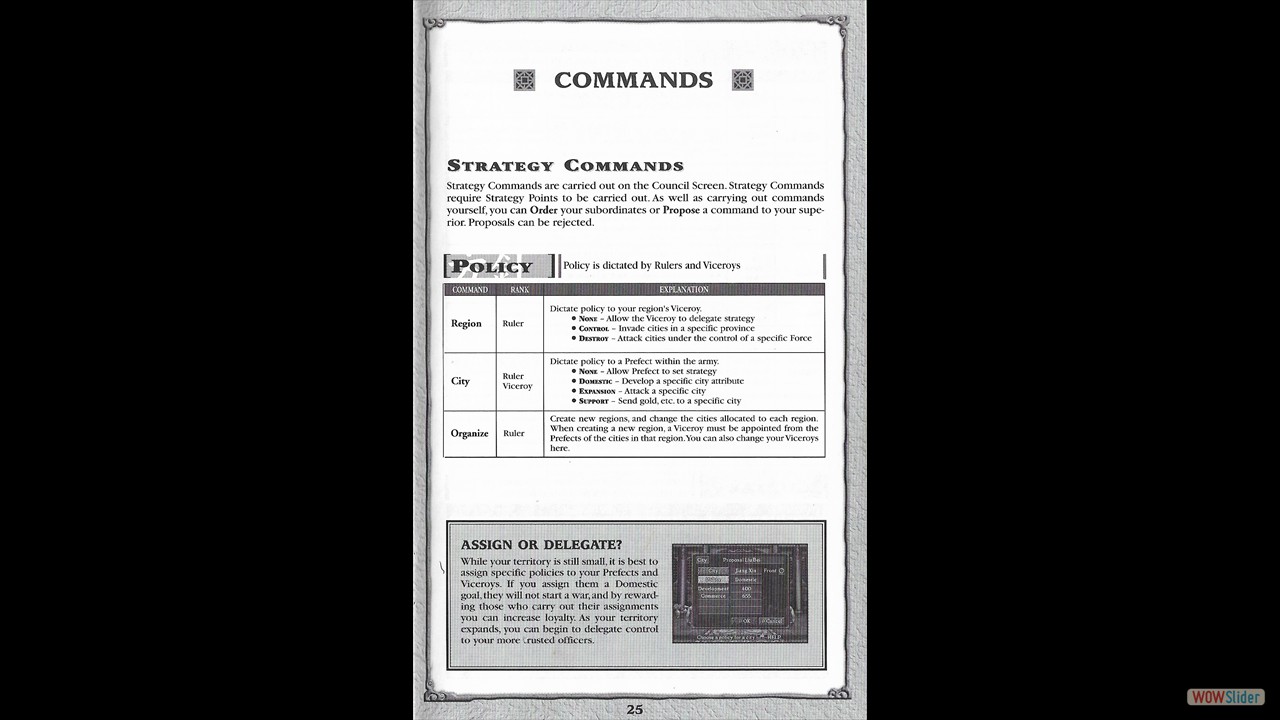 COMMANDS
STRATEGY COMMANDS
Strategy Commands are carried out on the Council Screen. Strategy Commands
require Strategy Points to be carried out. As well as carrying out commands
yourself, you can Order your subordinates or Propose a command to your supe-
rior. Proposals can be rejected.
POLICY
Policy is dictated by Rulers and Viceroys
COMMAND RANK EXPLANATION
Region
Ruler
Dictate policy to your region's Viceroy.
• NONE – Allow the Viceroy to delegate strategy
• CONTROL – Invade cities in a specific province
• DESTROY – Attack cities under the control of a specific Force
City
Ruler
Viceroy
Dictate policy to a Prefect within the army.
• NONE – Allow Prefect to set strategy
• DOMESTIC – Develop a specific city attribute
• EXPANSION – Attack a specific city
• SUPPORT – Send gold, etc. to a specific city
Organize
Ruler
Create new regions, and change the cities allocated to each region.
When creating a new region, a Viceroy must be appointed from the
Prefects of the cities in that region. You can also change your Viceroys
here.
ASSIGN OR DELEGATE?
While your territory is still small, it is best to
assign specific policies to your Prefects and
Viceroys. If you assign them a Domestic
goal, they will not start a war, and by reward-
ing those who carry out their assignments
you can increase loyalty. As your territory
expands, you can begin to delegate control
to your more trusted officers.
City
City Jiang Xia Front
Domestic
Development 400
Commerce 655
OK
Choose a policy for a city HELP
25
WOWSlider